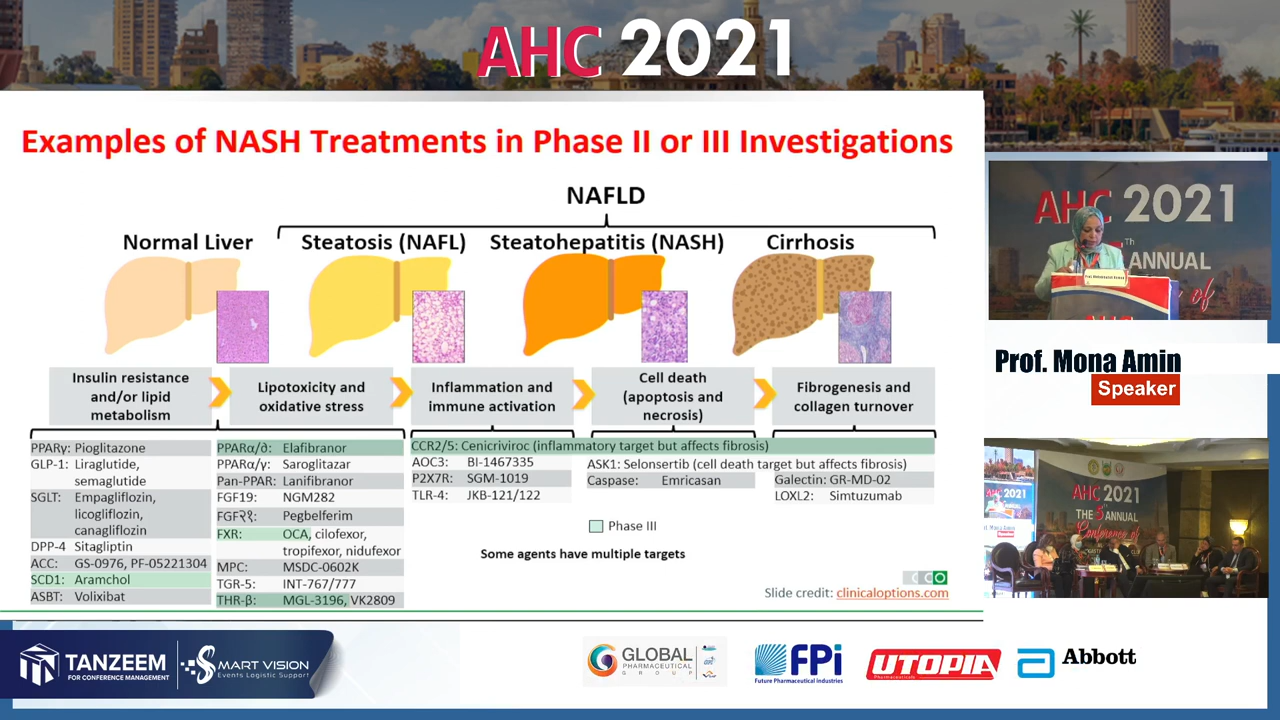 AHC 2021
Examples of NASH Treatments in Phase II or III Investigations
NAFLD
Normal Liver
Steatosis (NAFL)
Steatohepatitis (NASH)
Cirrhosis
Insulin resistance
and/or lipid
metabolism
Lipotoxicity and
oxidative stress
Inflammation and
immune activation
Cell death
(apoptosis and
necrosis)
Fibrogenesis and
collagen turnover
PPARγ: Pioglitazone
GLP-1: Liraglutide,
semaglutide
SGLT: Empagliflozin,
licogliflozin,
canagliflozin
DPP-4 Sitagliptin
ACC: GS-0976, PF-05221304
SCD1: Aramchol
ASBT: Volixibat
PPARα/∂: Elafibranor
PPARα/γ: Saroglitazar
Pan-PPAR: Lanifibranor
FGF19: NGM282
FGF٢١: Pegbelferim
FXR: OCA, cilofexor,
tropifexor, nidufexor
MPC: MSDC-0602K
TGR-5: INT-767/777
THR-β: MGL-3196, VK2809
CCR2/5: Cenicriviroc (inflammatory target but affects fibrosis)
AOC3: BI-1467335
P2X7R: SGM-1019
TLR-4: JKB-121/122
ASK1: Selonsertib (cell death target but affects fibrosis)
Caspase: Emricasan
Galectin: GR-MD-02
LOXL2: Simtuzumab
Phase III
Some agents have multiple targets
CCO
Slide credit: clinicaloptions.com
AHC 2021
Th
ANNUAL
of
Prof. Mona Amin
Speaker
AHC 2021
THE 5 ANNUAL
Conference of
TANZEEM
FOR CONFERENCE MANAGEMENT
SMART VISION
Events Logistic Support
GLOBAL
PHARMACEUTICAL
GROUP
FPi
Future Pharmaceutical Industries
UTOPIA
Pharmaceuticals
Abbott